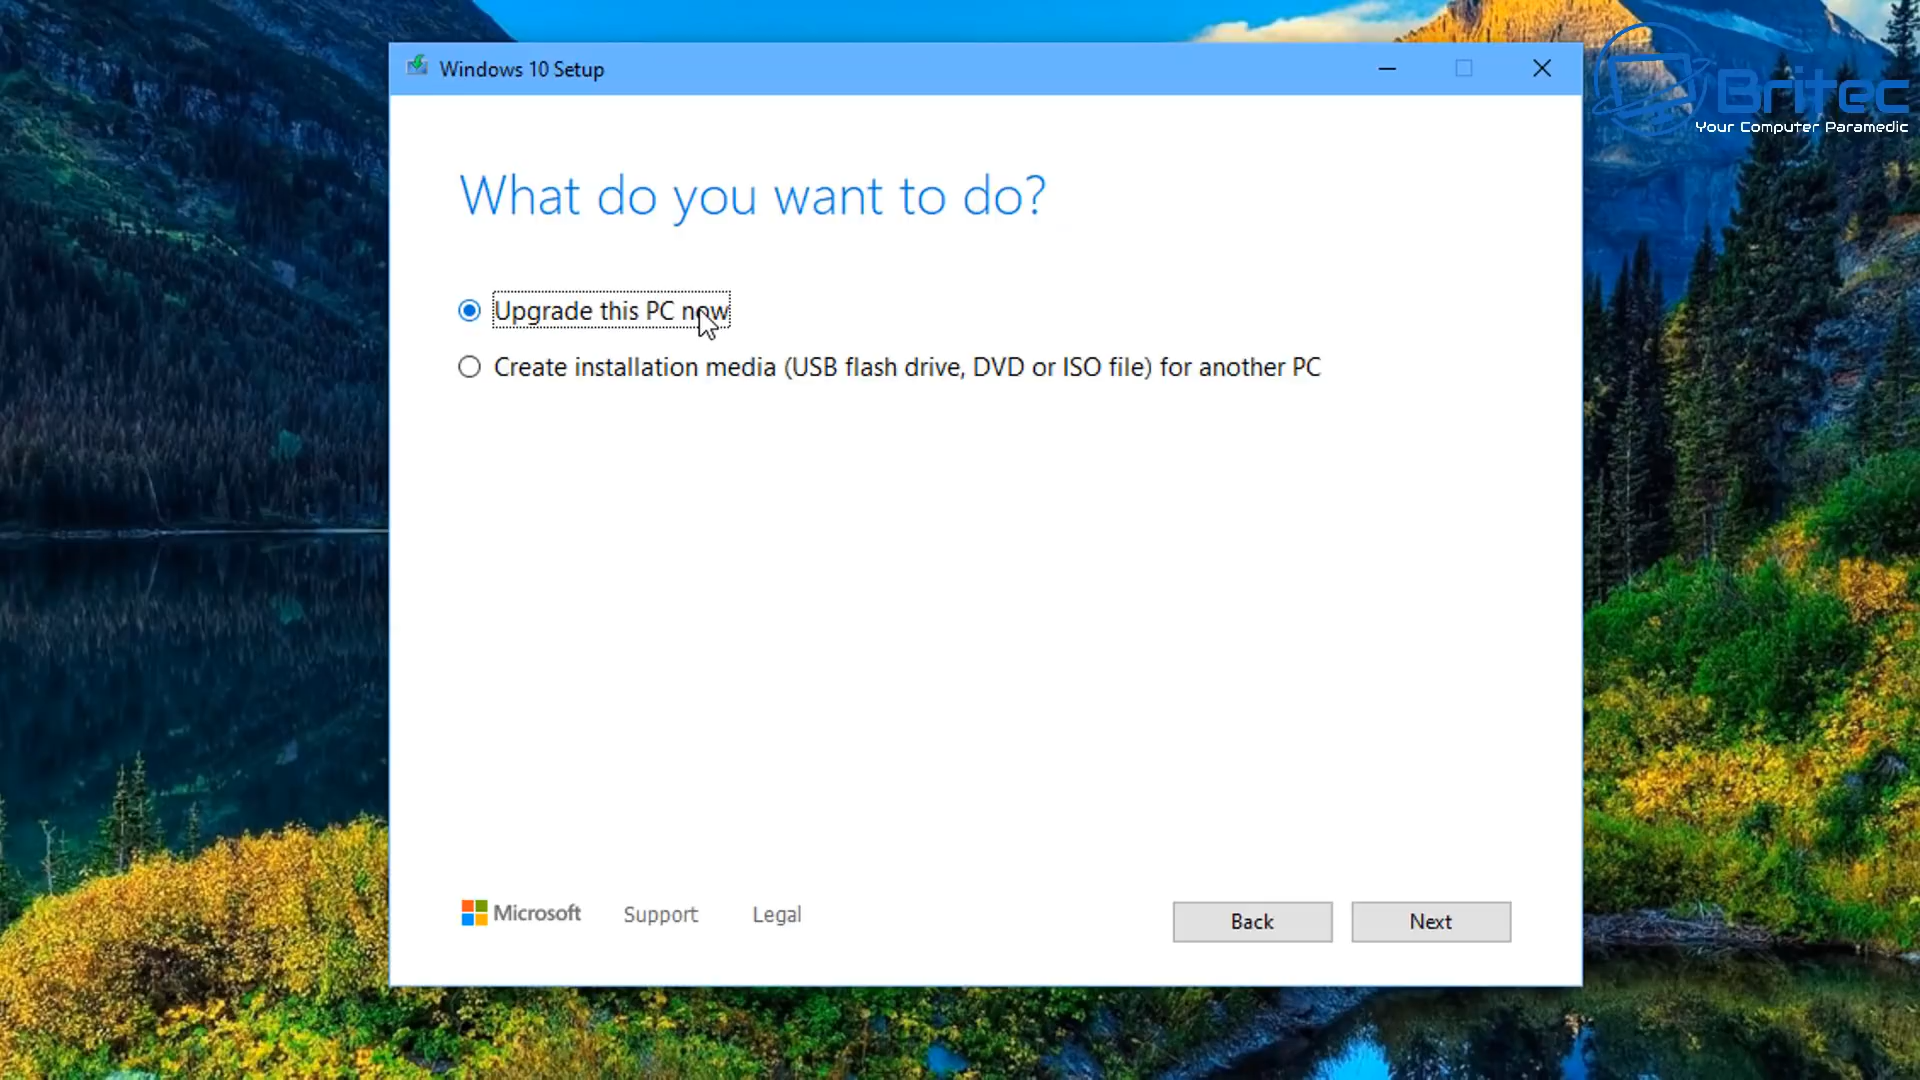 Windows 10 Setup
Britec
Your Computer Paramedic
What do you want to do?
Upgrade this PC now
Create installation media (USB flash drive, DVD or ISO file) for another PC
Microsoft Support Legal Back Next